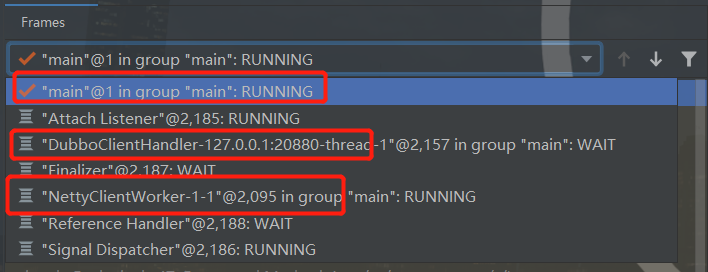 Frames
"main"@1 in group "main": RUNNING
"main"@1 in group "main": RUNNING
"Attach Listener"@2,185: RUNNING
"DubboClientHandler-127.0.0.1:20880-thread-1"@2,157 in group "main": WAIT
"Finalizer"@2,187: WAIT
"NettyClientWorker-1-1"@2,095 in group "main": RUNNING
"Reference Handler"@2,188: WAIT
"Signal Dispatcher"@2,186: RUNNING